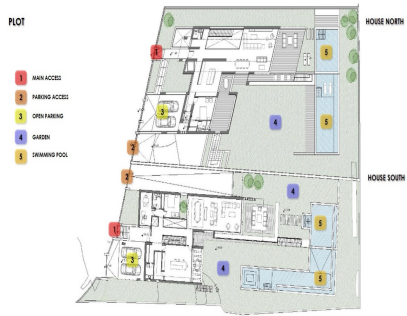 PLOT
HOUSE NORTH
1 MAIN ACCESS
2 PARKING ACCESS
3 OPEN PARKING
4 GARDEN
5 SWIMMING POOL
1
5
3
4
5
2
HOUSE SOUTH
2
4
5
1
3
4
5